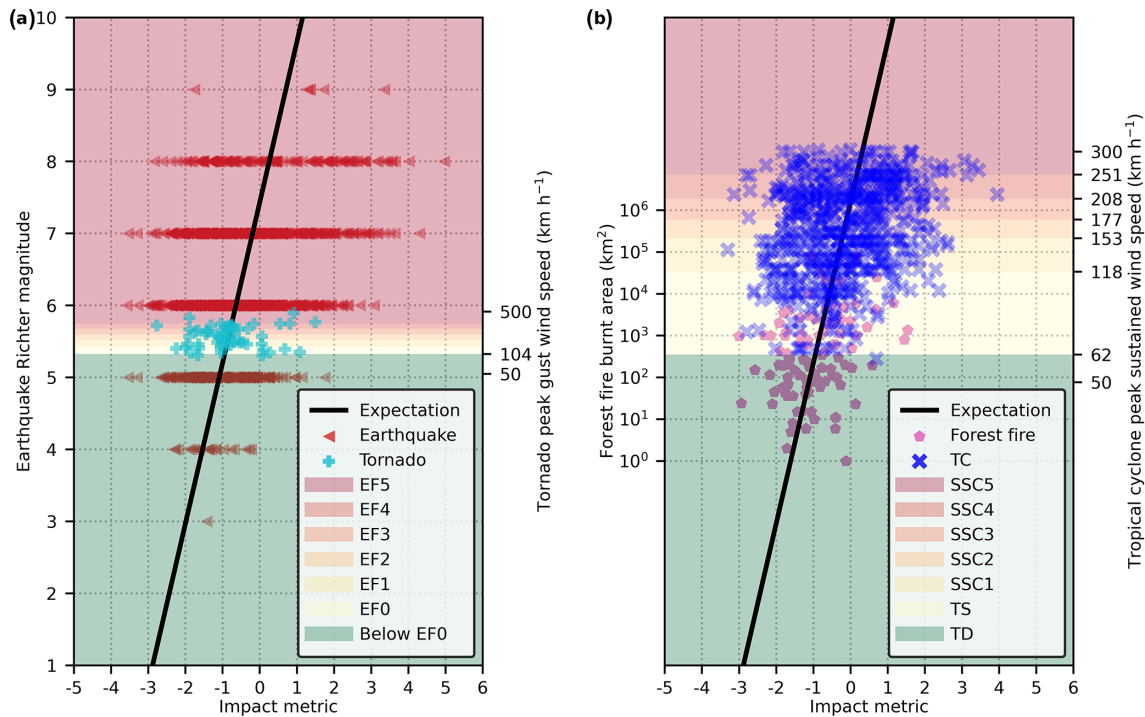 (a)
10
9
8
7
6
5
4
3
2
1
Earthquake Richter magnitude
-5 -4 -3 -2 -1 0 1 2 3 4 5 6
Impact metric
500
104
50
Tornado peak gust wind speed (km h⁻¹)
Expectation
Earthquake
Tornado
EF5
EF4
EF3
EF2
EF1
EF0
Below EF0
(b)
10⁶
10⁵
10⁴
10³
10²
10¹
10⁰
Forest fire burnt area (km²)
-5 -4 -3 -2 -1 0 1 2 3 4 5 6
Impact metric
300
251
208
177
153
118
62
50
Tropical cyclone peak sustained wind speed (km h⁻¹)
Expectation
Forest fire
TC
SSC5
SSC4
SSC3
SSC2
SSC1
TS
TD